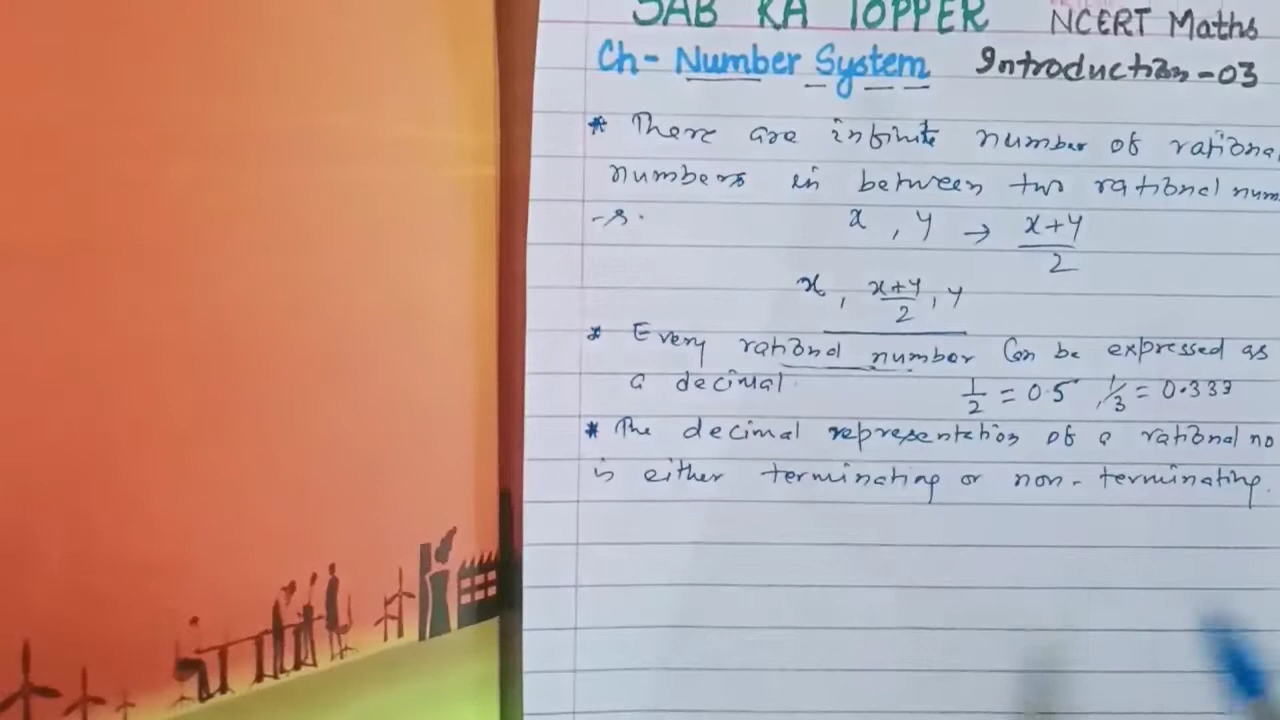 SAB KA TOPPER NCERT Maths
Ch- Number System Introduction-03
* There are infinite number of rational
numbers in between two rational num
-s. x , y → x+y/2
x, x+y/2, y
* Every rational number Can be expressed as
a decimal. 1/2 = 0.5 , 1/3 = 0.333
* The decimal representation of a rational no
is either terminating or non-terminating.